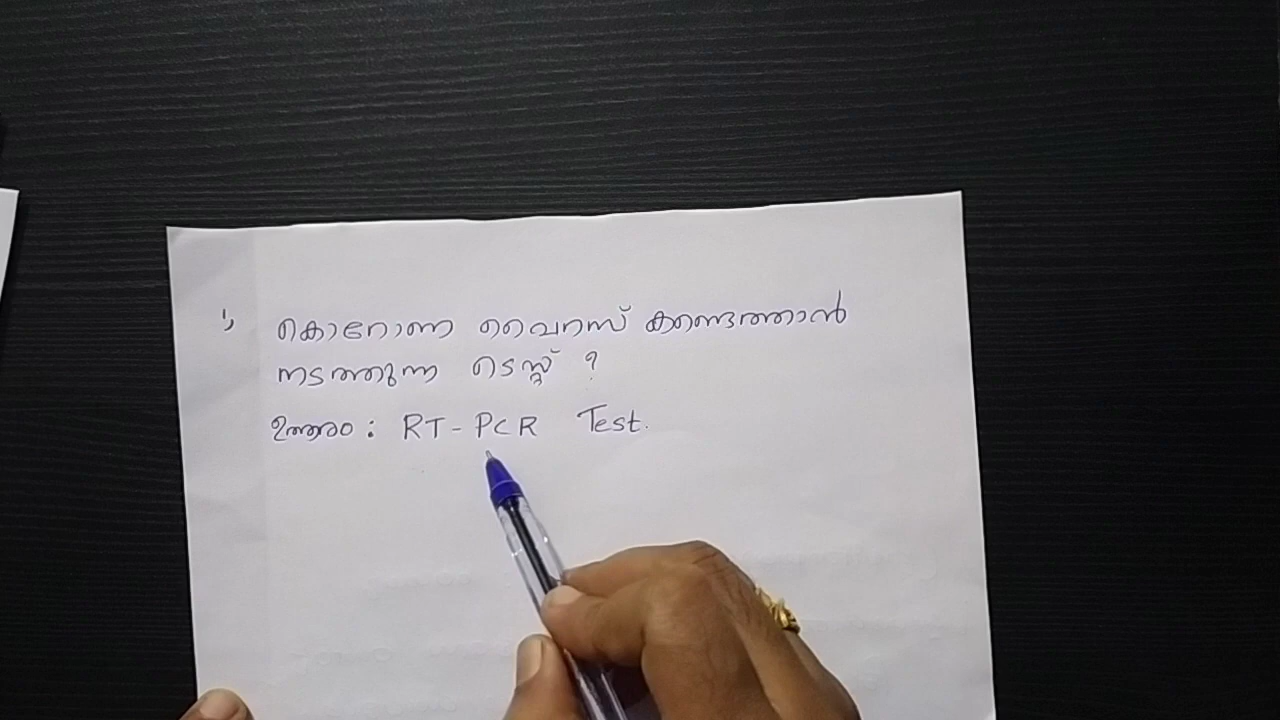 1, കൊറോണ വൈറസ് കണ്ടെത്താൻ
നടത്തുന്ന ടെസ്റ്റ് ?
ഉത്തരം : RT - PCR Test.